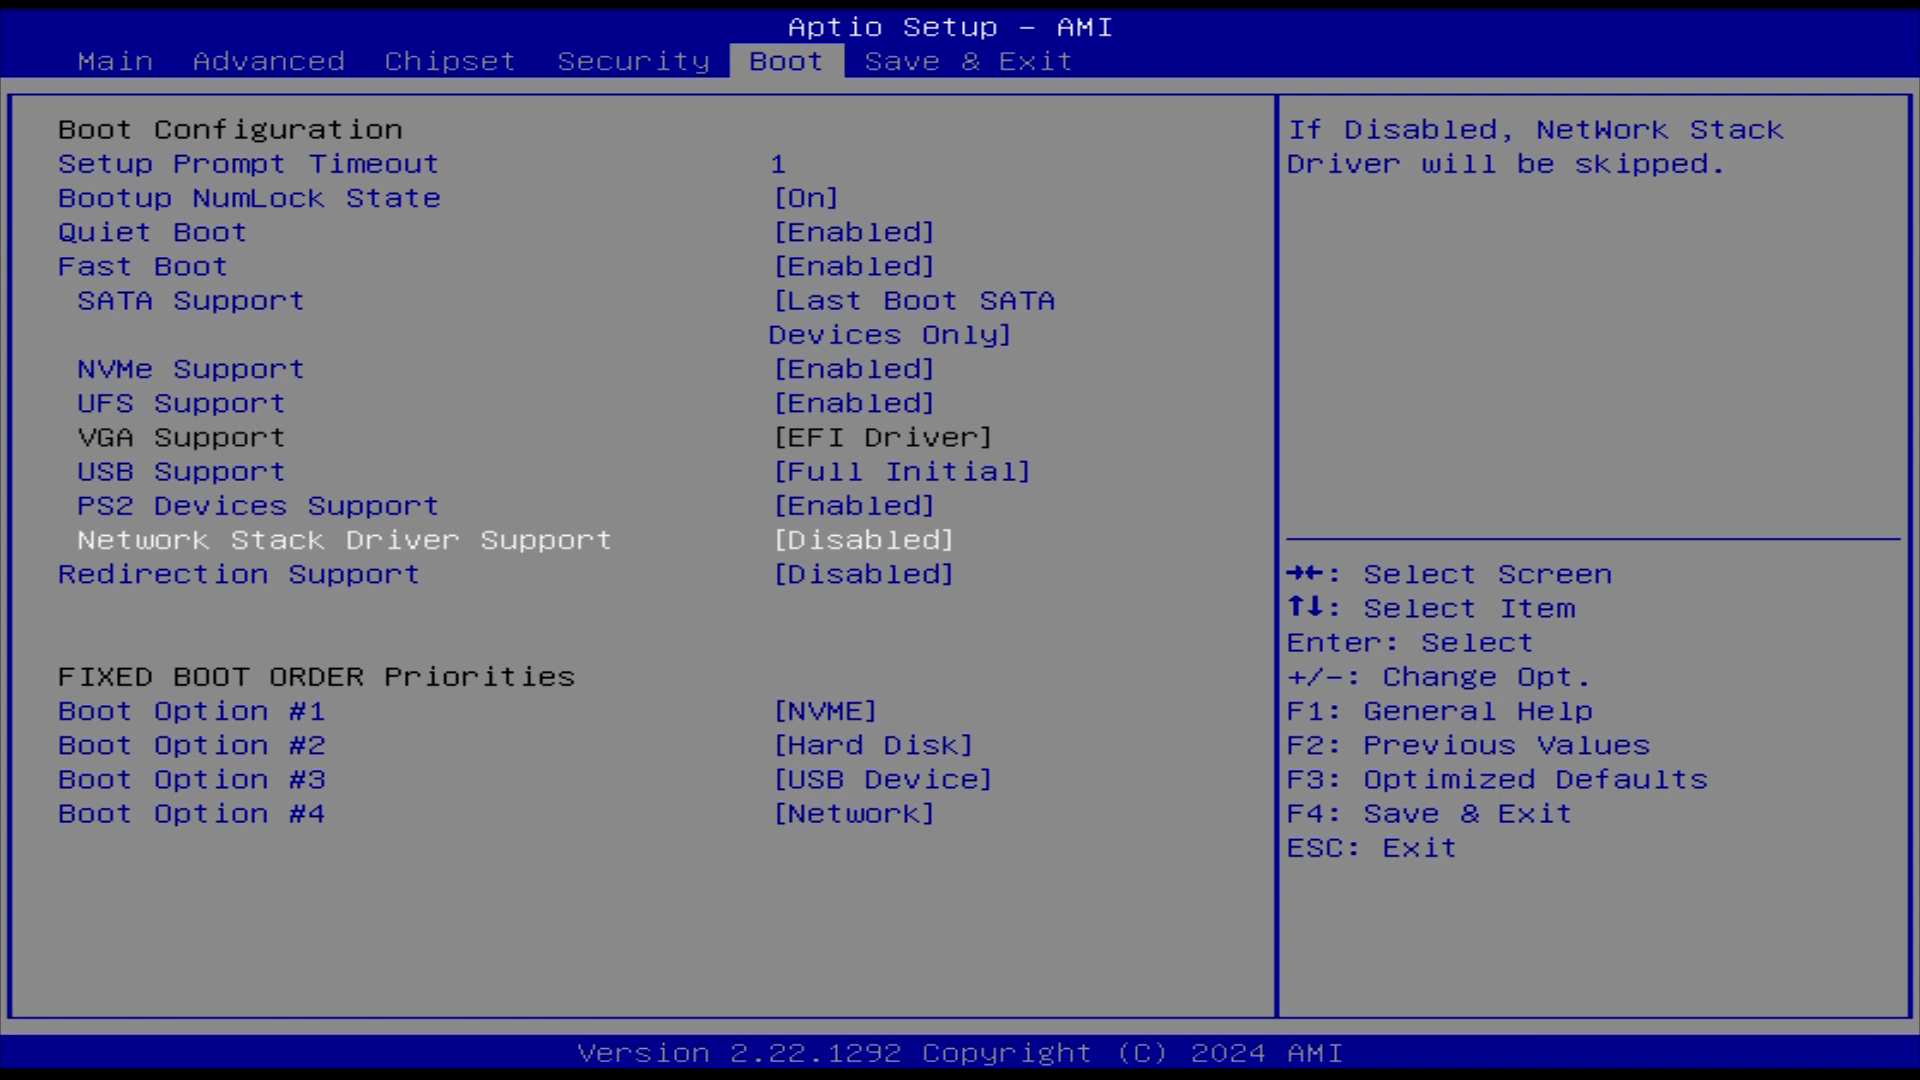 Aptio Setup - AMI
Main Advanced Chipset Security Boot Save & Exit
Boot Configuration
Setup Prompt Timeout 1
Bootup NumLock State [On]
Quiet Boot [Enabled]
Fast Boot [Enabled]
SATA Support [Last Boot SATA
Devices Only]
NVMe Support [Enabled]
UFS Support [Enabled]
VGA Support [EFI Driver]
USB Support [Full Initial]
PS2 Devices Support [Enabled]
Network Stack Driver Support [Disabled]
Redirection Support [Disabled]
FIXED BOOT ORDER Priorities
Boot Option #1 [NVME]
Boot Option #2 [Hard Disk]
Boot Option #3 [USB Device]
Boot Option #4 [Network]
If Disabled, NetWork Stack
Driver will be skipped.
→←: Select Screen
↑↓: Select Item
Enter: Select
+/-: Change Opt.
F1: General Help
F2: Previous Values
F3: Optimized Defaults
F4: Save & Exit
ESC: Exit
Version 2.22.1292 Copyright (C) 2024 AMI